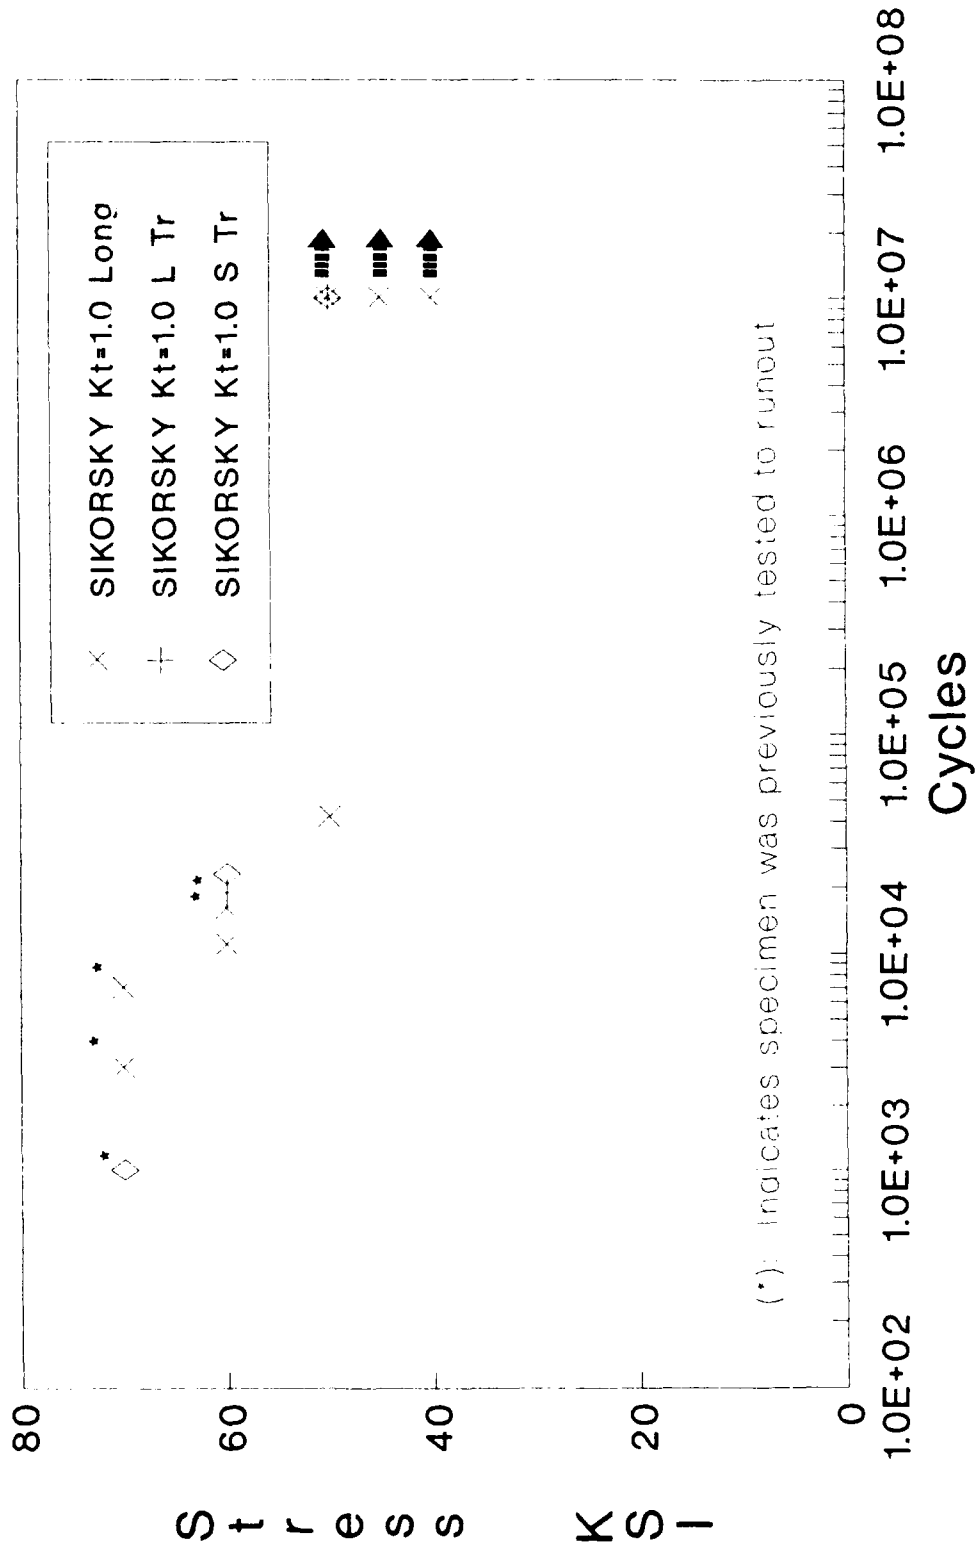 SIKORSKY Kt=1.0 Long
SIKORSKY Kt=1.0 L Tr
SIKORSKY Kt=1.0 S Tr
80
60
40
20
0
Stress KSI
* * * * *
(*): Indicates specimen was previously tested to runout
1.0E+02 1.0E+03 1.0E+04 1.0E+05 1.0E+06 1.0E+07 1.0E+08
Cycles